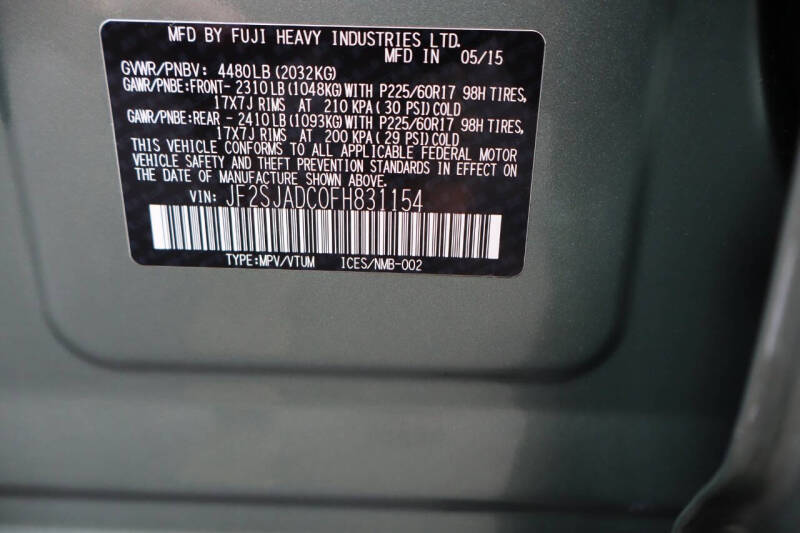 MFD BY FUJI HEAVY INDUSTRIES LTD.
MFD IN 05/15
GVWR/PNBV: 4480LB(2032KG)
GAWR/PNBE:FRONT- 2310LB(1048KG)WITH P225/60R17 98H TIRES,
17X7J RIMS AT 210 KPA(30 PSI)COLD
GAWR/PNBE:REAR - 2410LB(1093KG)WITH P225/60R17 98H TIRES,
17X7J RIMS AT 200 KPA(29 PSI)COLD
THIS VEHICLE CONFORMS TO ALL APPLICABLE FEDERAL MOTOR
VEHICLE SAFETY AND THEFT PREVENTION STANDARDS IN EFFECT ON
THE DATE OF MANUFACTURE SHOWN ABOVE.
VIN: JF2SJADC0FH831154
TYPE:MPV/VTUM ICES/NMB-002